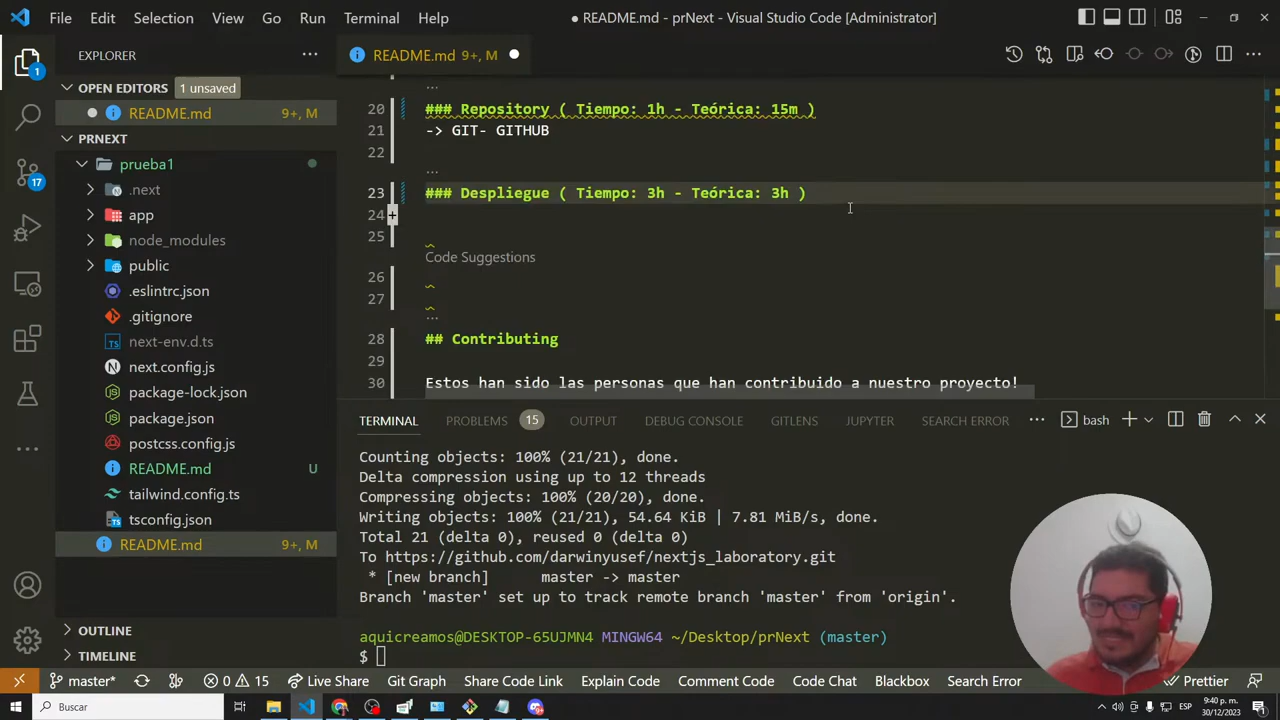 File Edit Selection View Go Run Terminal Help
● README.md - prNext - Visual Studio Code [Administrator]
EXPLORER
README.md 9+, M
OPEN EDITORS 1 unsaved
README.md 9+, M
PRNEXT
prueba1
.next
app
node_modules
public
.eslintrc.json
.gitignore
next-env.d.ts
next.config.js
package-lock.json
package.json
postcss.config.js
README.md U
tailwind.config.ts
tsconfig.json
README.md 9+, M
OUTLINE
TIMELINE
1
17
20 ### Repository ( Tiempo: 1h - Teórica: 15m )
21 -> GIT- GITHUB
22
23 ### Despliegue ( Tiempo: 3h - Teórica: 3h )
24 +
25
Code Suggestions
26
27
28 ## Contributing
29
30 Estos han sido las personas que han contribuido a nuestro proyecto!
TERMINAL PROBLEMS 15 OUTPUT DEBUG CONSOLE GITLENS JUPYTER SEARCH ERROR bash
Counting objects: 100% (21/21), done.
Delta compression using up to 12 threads
Compressing objects: 100% (20/20), done.
Writing objects: 100% (21/21), 54.64 KiB | 7.81 MiB/s, done.
Total 21 (delta 0), reused 0 (delta 0)
To https://github.com/darwinyusef/nextjs_laboratory.git
* [new branch] master -> master
Branch 'master' set up to track remote branch 'master' from 'origin'.
aquicreamos@DESKTOP-65UJMN4 MINGW64 ~/Desktop/prNext (master)
$
master* 0 15 Live Share Git Graph Share Code Link Explain Code Comment Code Code Chat Blackbox Search Error Prettier
Buscar
ESP
9:40 p. m.
30/12/2023